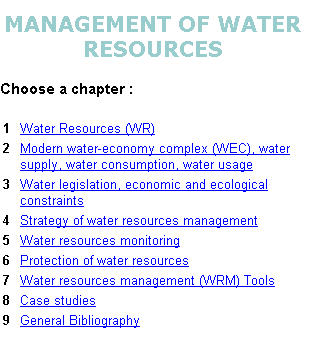 MANAGEMENT OF WATER
RESOURCES
Choose a chapter :
1 Water Resources (WR)
2 Modern water-economy complex (WEC), water
supply, water consumption, water usage
3 Water legislation, economic and ecological
constraints
4 Strategy of water resources management
5 Water resources monitoring
6 Protection of water resources
7 Water resources management (WRM) Tools
8 Case studies
9 General Bibliography